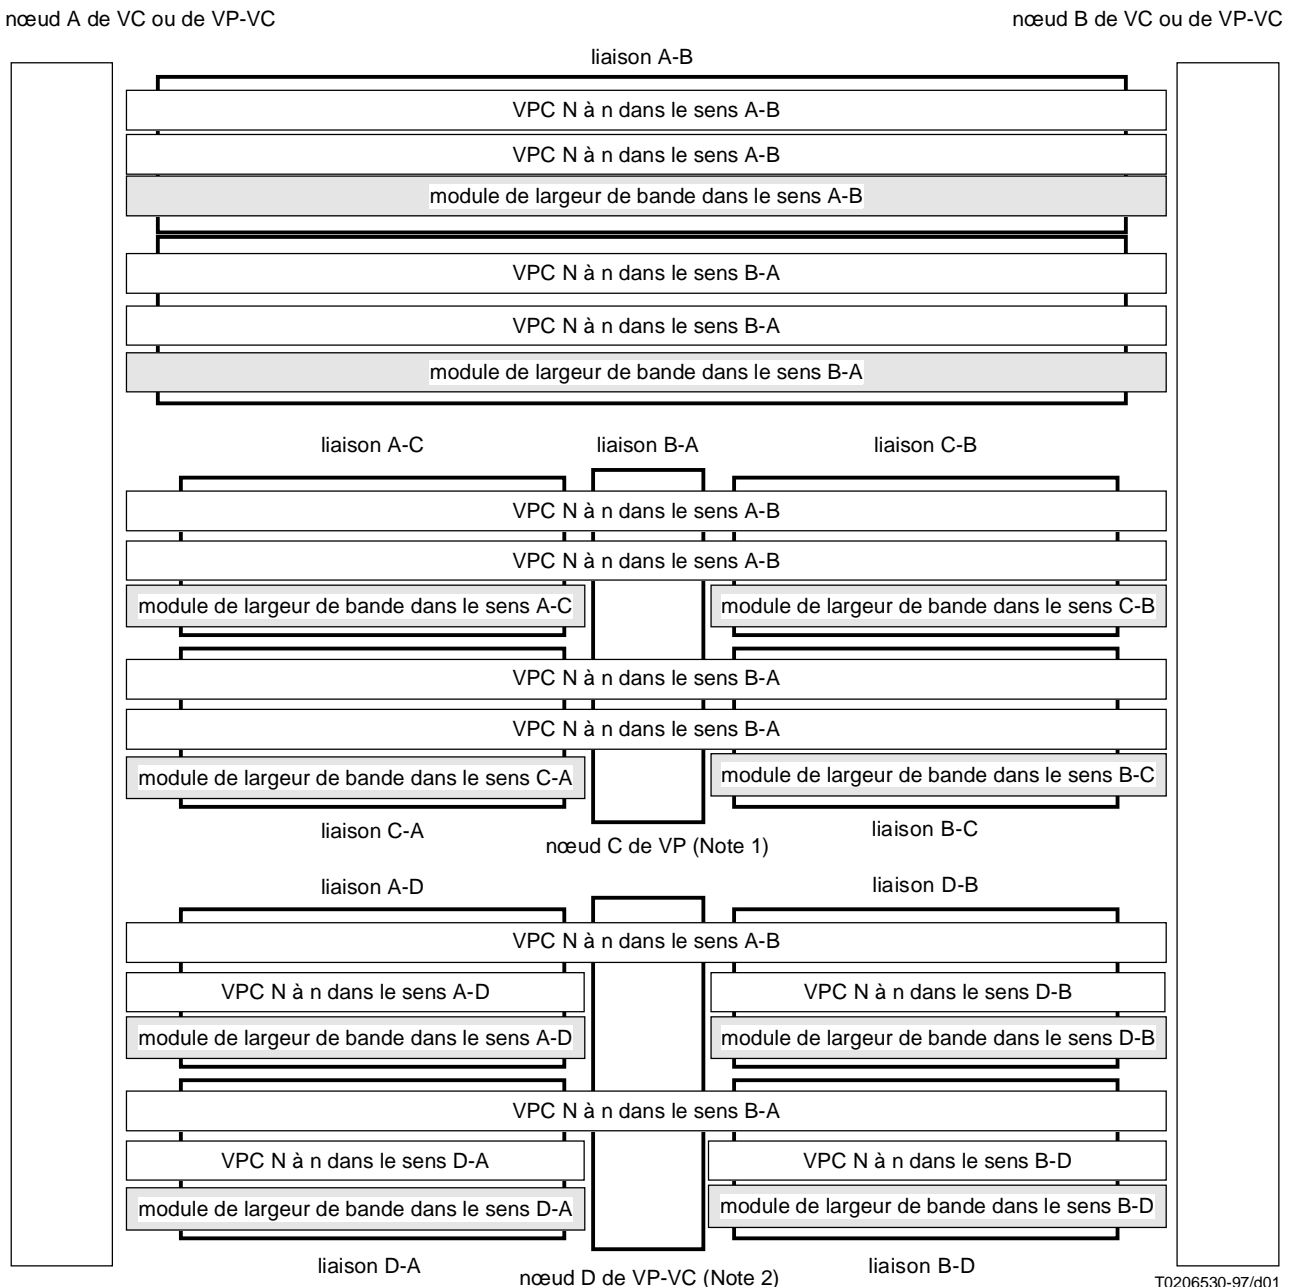 nœud A de VC ou de VP-VC
nœud B de VC ou de VP-VC
liaison A-B
VPC N à n dans le sens A-B
VPC N à n dans le sens A-B
module de largeur de bande dans le sens A-B
VPC N à n dans le sens B-A
VPC N à n dans le sens B-A
module de largeur de bande dans le sens B-A
liaison A-C
liaison B-A
liaison C-B
VPC N à n dans le sens A-B
VPC N à n dans le sens A-B
module de largeur de bande dans le sens A-C
module de largeur de bande dans le sens C-B
VPC N à n dans le sens B-A
VPC N à n dans le sens B-A
module de largeur de bande dans le sens C-A
module de largeur de bande dans le sens B-C
liaison C-A
liaison B-C
nœud C de VP (Note 1)
liaison A-D
liaison D-B
VPC N à n dans le sens A-B
VPC N à n dans le sens A-D
VPC N à n dans le sens D-B
module de largeur de bande dans le sens A-D
module de largeur de bande dans le sens D-B
VPC N à n dans le sens B-A
VPC N à n dans le sens D-A
VPC N à n dans le sens B-D
module de largeur de bande dans le sens D-A
module de largeur de bande dans le sens B-D
liaison D-A
liaison B-D
nœud D de VP-VC (Note 2)
T0206530-97/d01